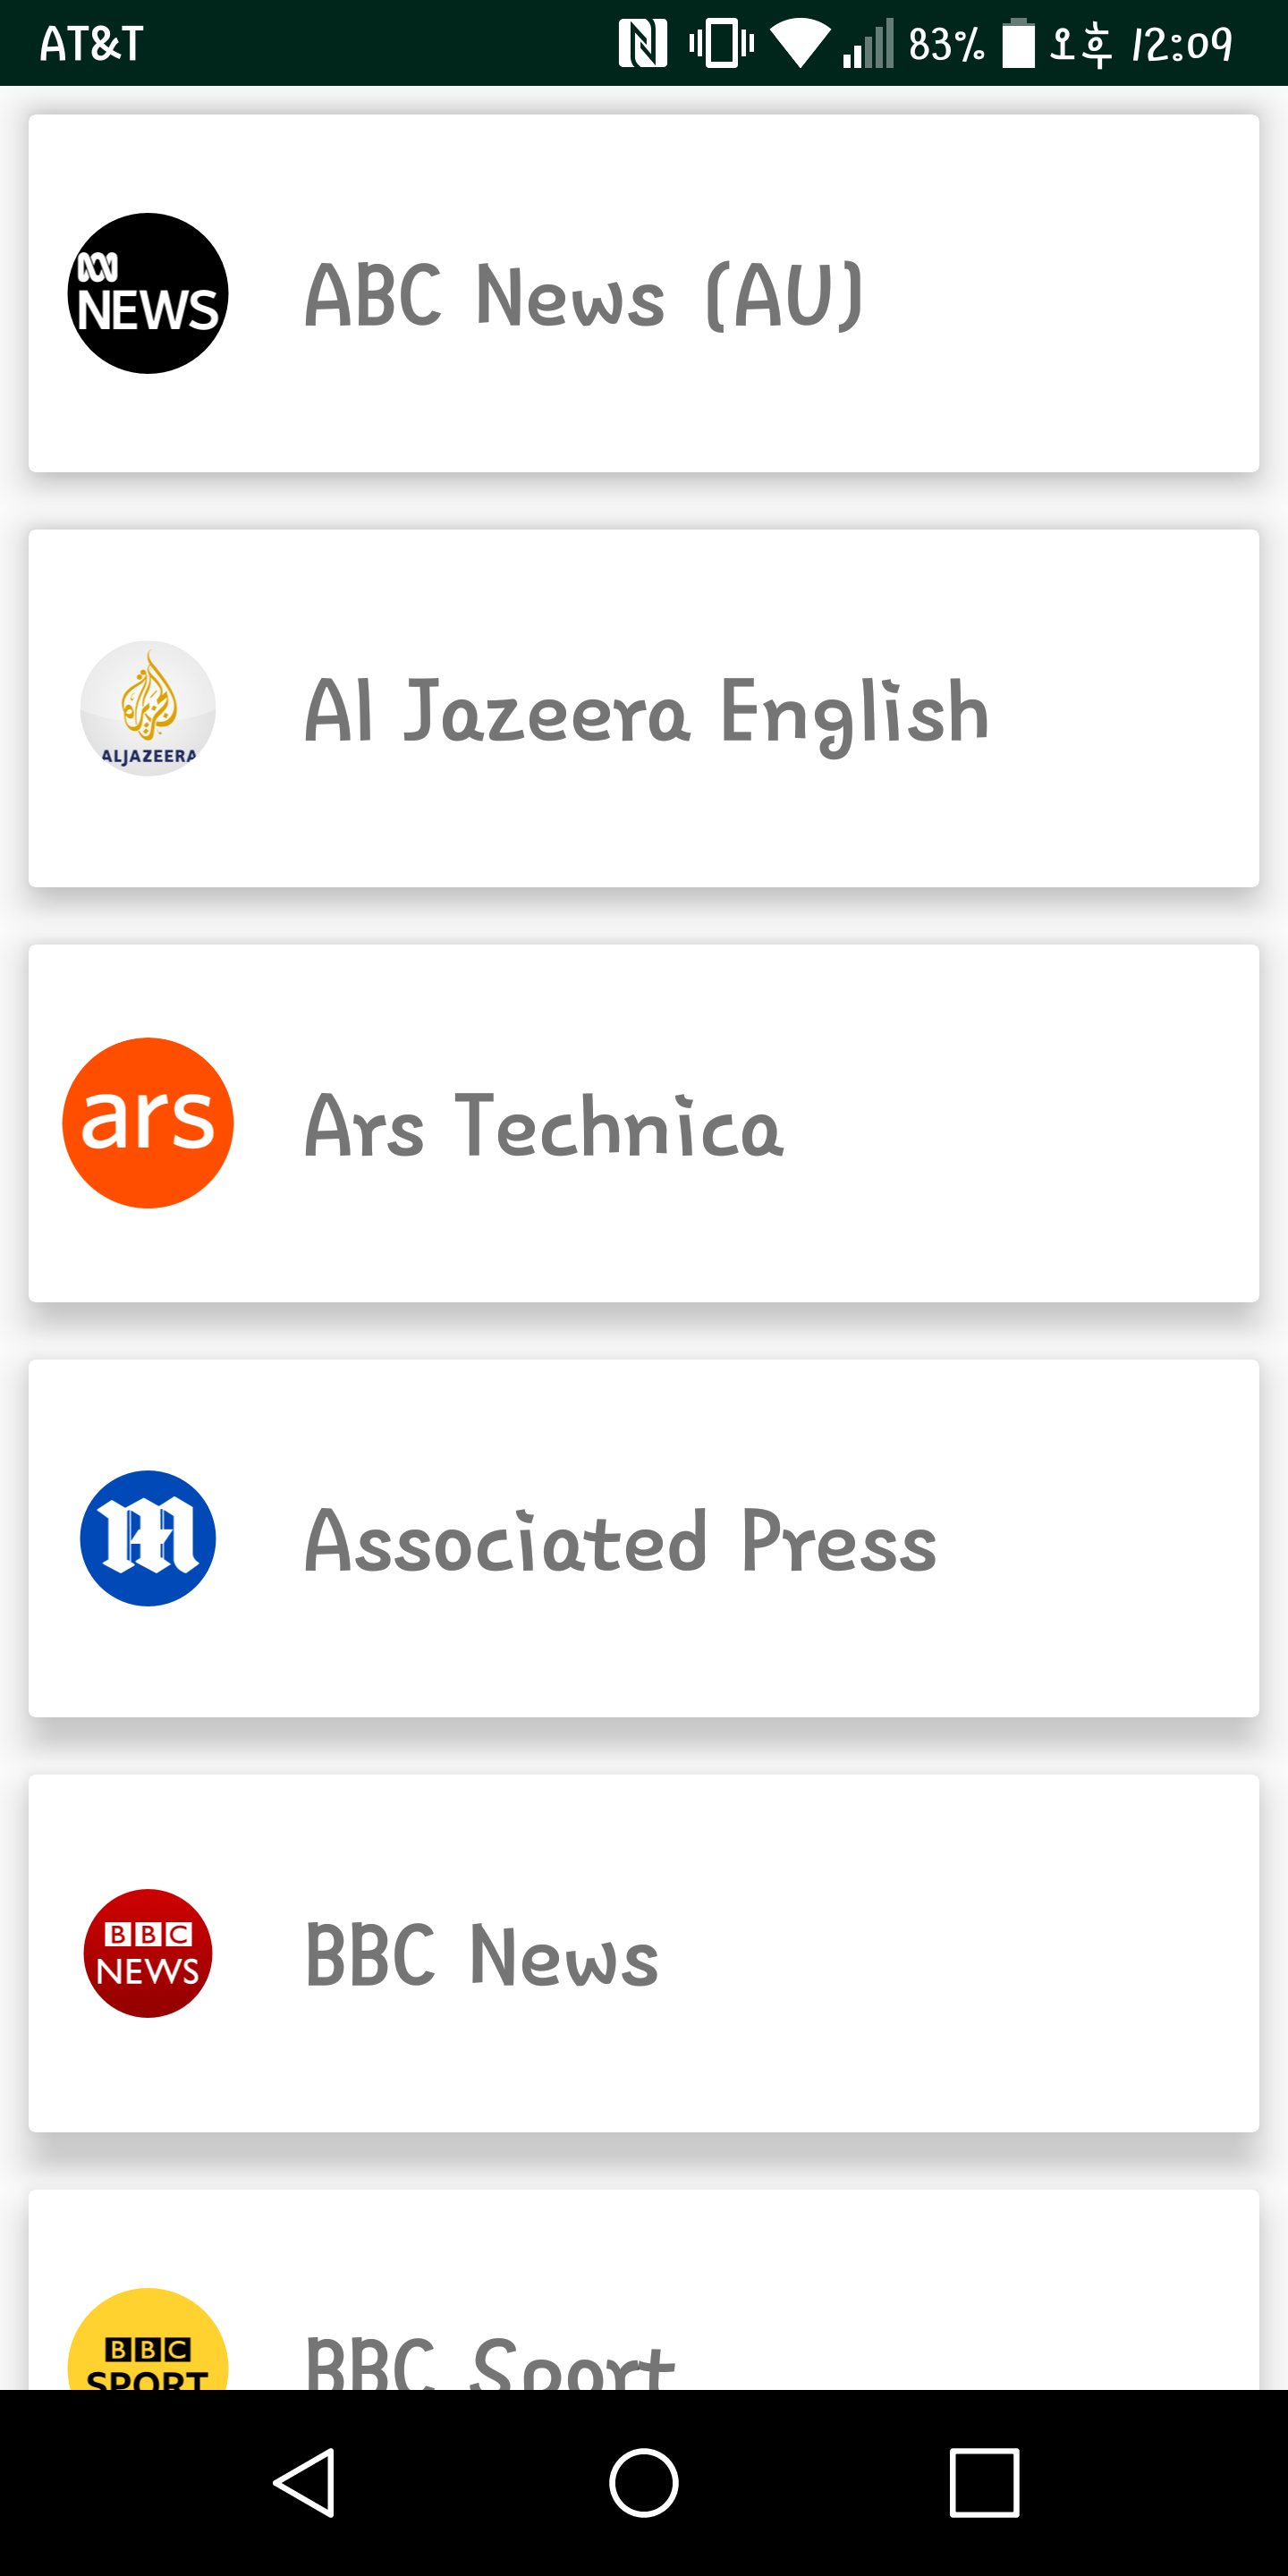 AT&T 83% 오후 12:09
NEWS
ABC News (AU)
ALJAZEERA
Al Jazeera English
ars
Ars Technica
m
Associated Press
BBC
NEWS
BBC News
BBC
SPORT
BBC Sport